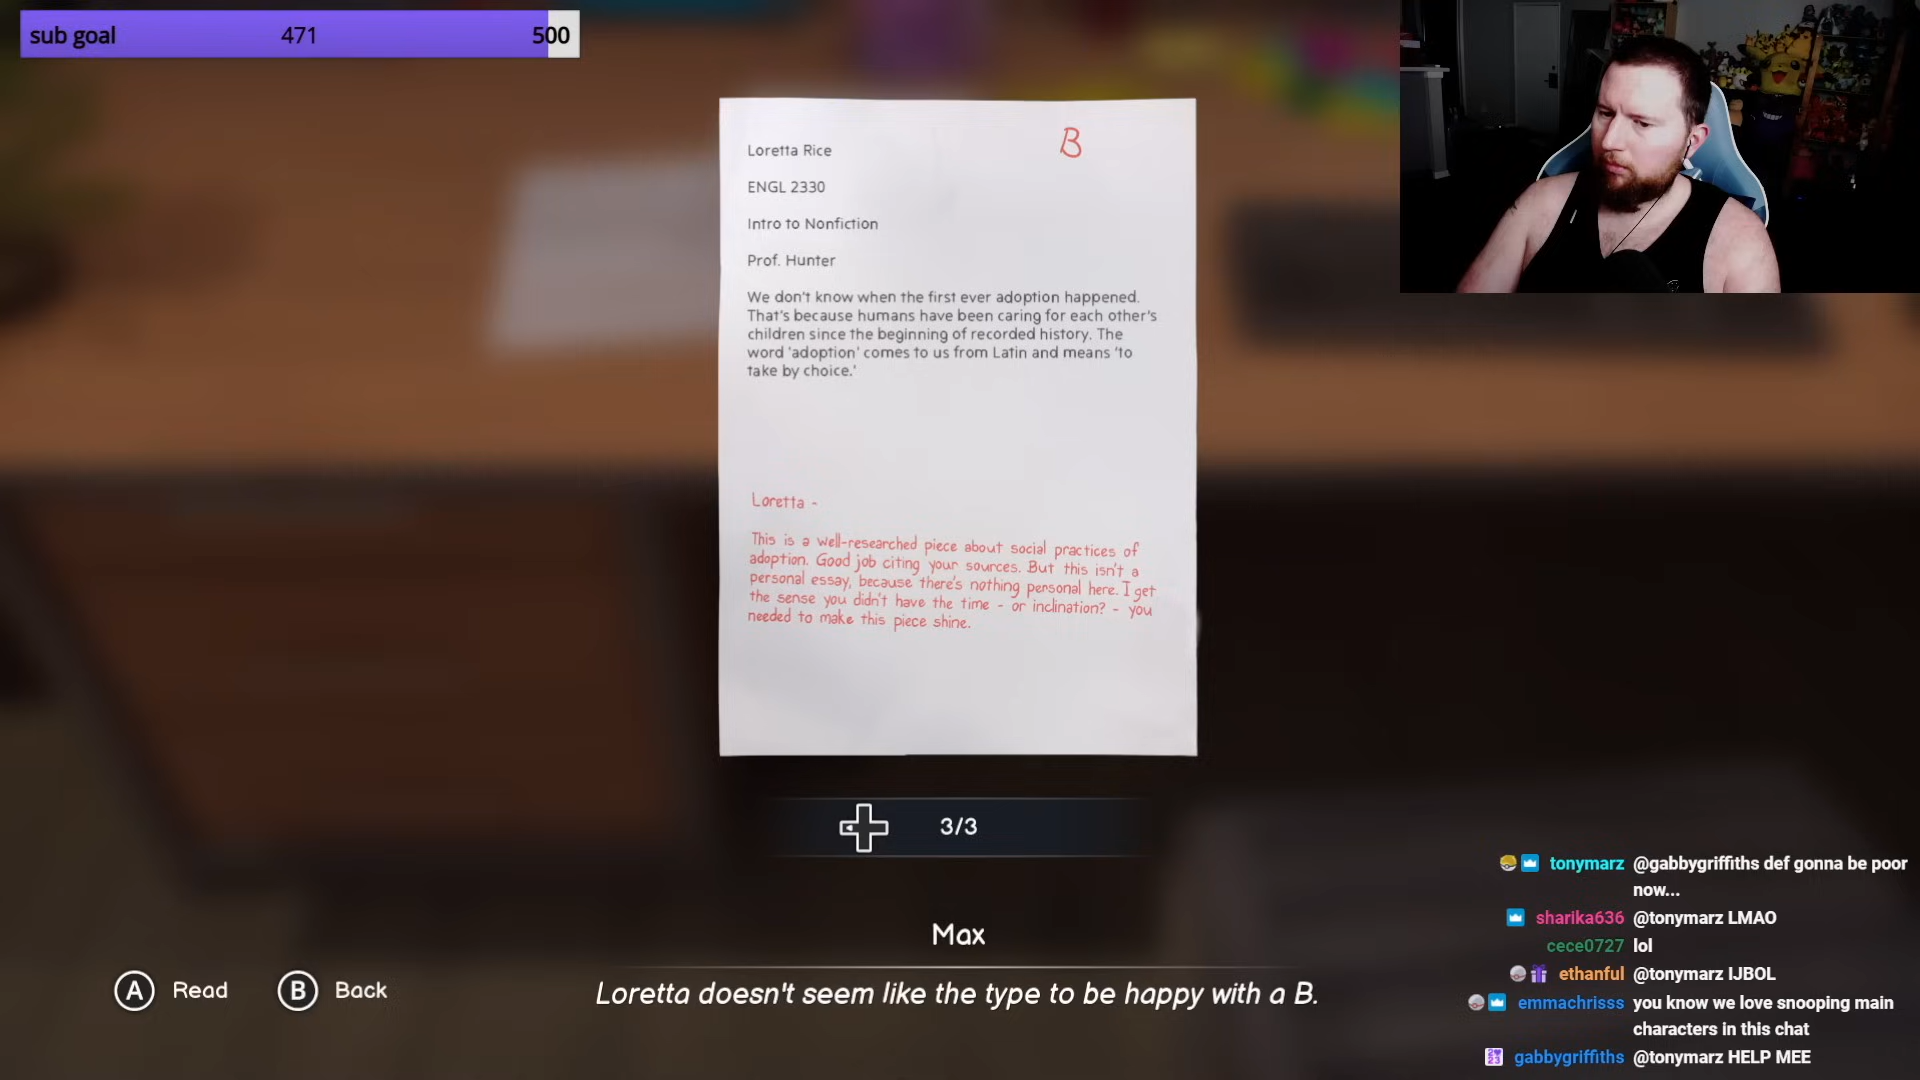 sub goal 471 500
B
Loretta Rice
ENGL 2330
Intro to Nonfiction
Prof. Hunter
We don't know when the first ever adoption happened.
That's because humans have been caring for each other's
children since the beginning of recorded history. The
word 'adoption' comes to us from Latin and means 'to
take by choice.'
Loretta -
This is a well-researched piece about social practices of
adoption. Good job citing your sources. But this isn't a
personal essay, because there's nothing personal here. I get
the sense you didn't have the time - or inclination? - you
needed to make this piece shine.
3/3
Max
Loretta doesn't seem like the type to be happy with a B.
A Read B Back
tonymarz @gabbygriffiths def gonna be poor
now...
sharika636 @tonymarz LMAO
cece0727 lol
ethanful @tonymarz IJBOL
emmachrisss you know we love snooping main
characters in this chat
gabbygriffiths @tonymarz HELP MEE